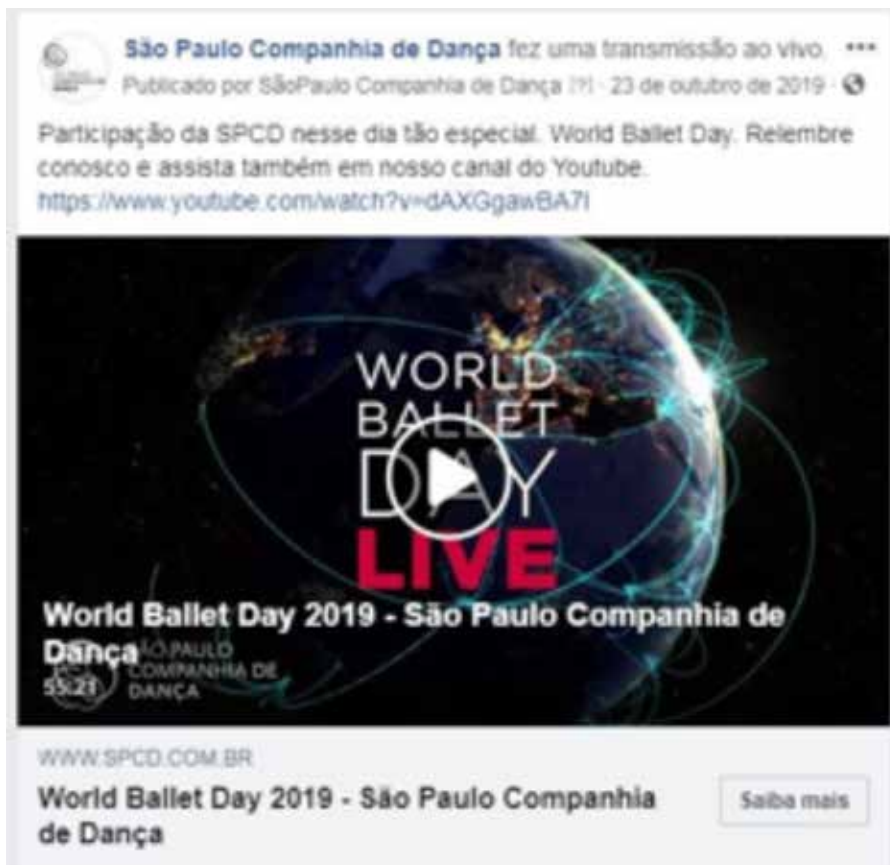 São Paulo Companhia de Dança fez uma transmissão ao vivo.
Publicado por SãoPaulo Companhia de Dança [?] · 23 de outubro de 2019 ·
Participação da SPCD nesse dia tão especial. World Ballet Day. Relembre
conosco e assista também em nosso canal do Youtube.
https://www.youtube.com/watch?v=dAXGgawBA7I
WORLD
BALLET
DAY
LIVE
World Ballet Day 2019 - São Paulo Companhia de
Dança
SÃO PAULO
COMPANHIA DE
DANÇA
55:21
WWW.SPCD.COM.BR
World Ballet Day 2019 - São Paulo Companhia
de Dança
Saiba mais